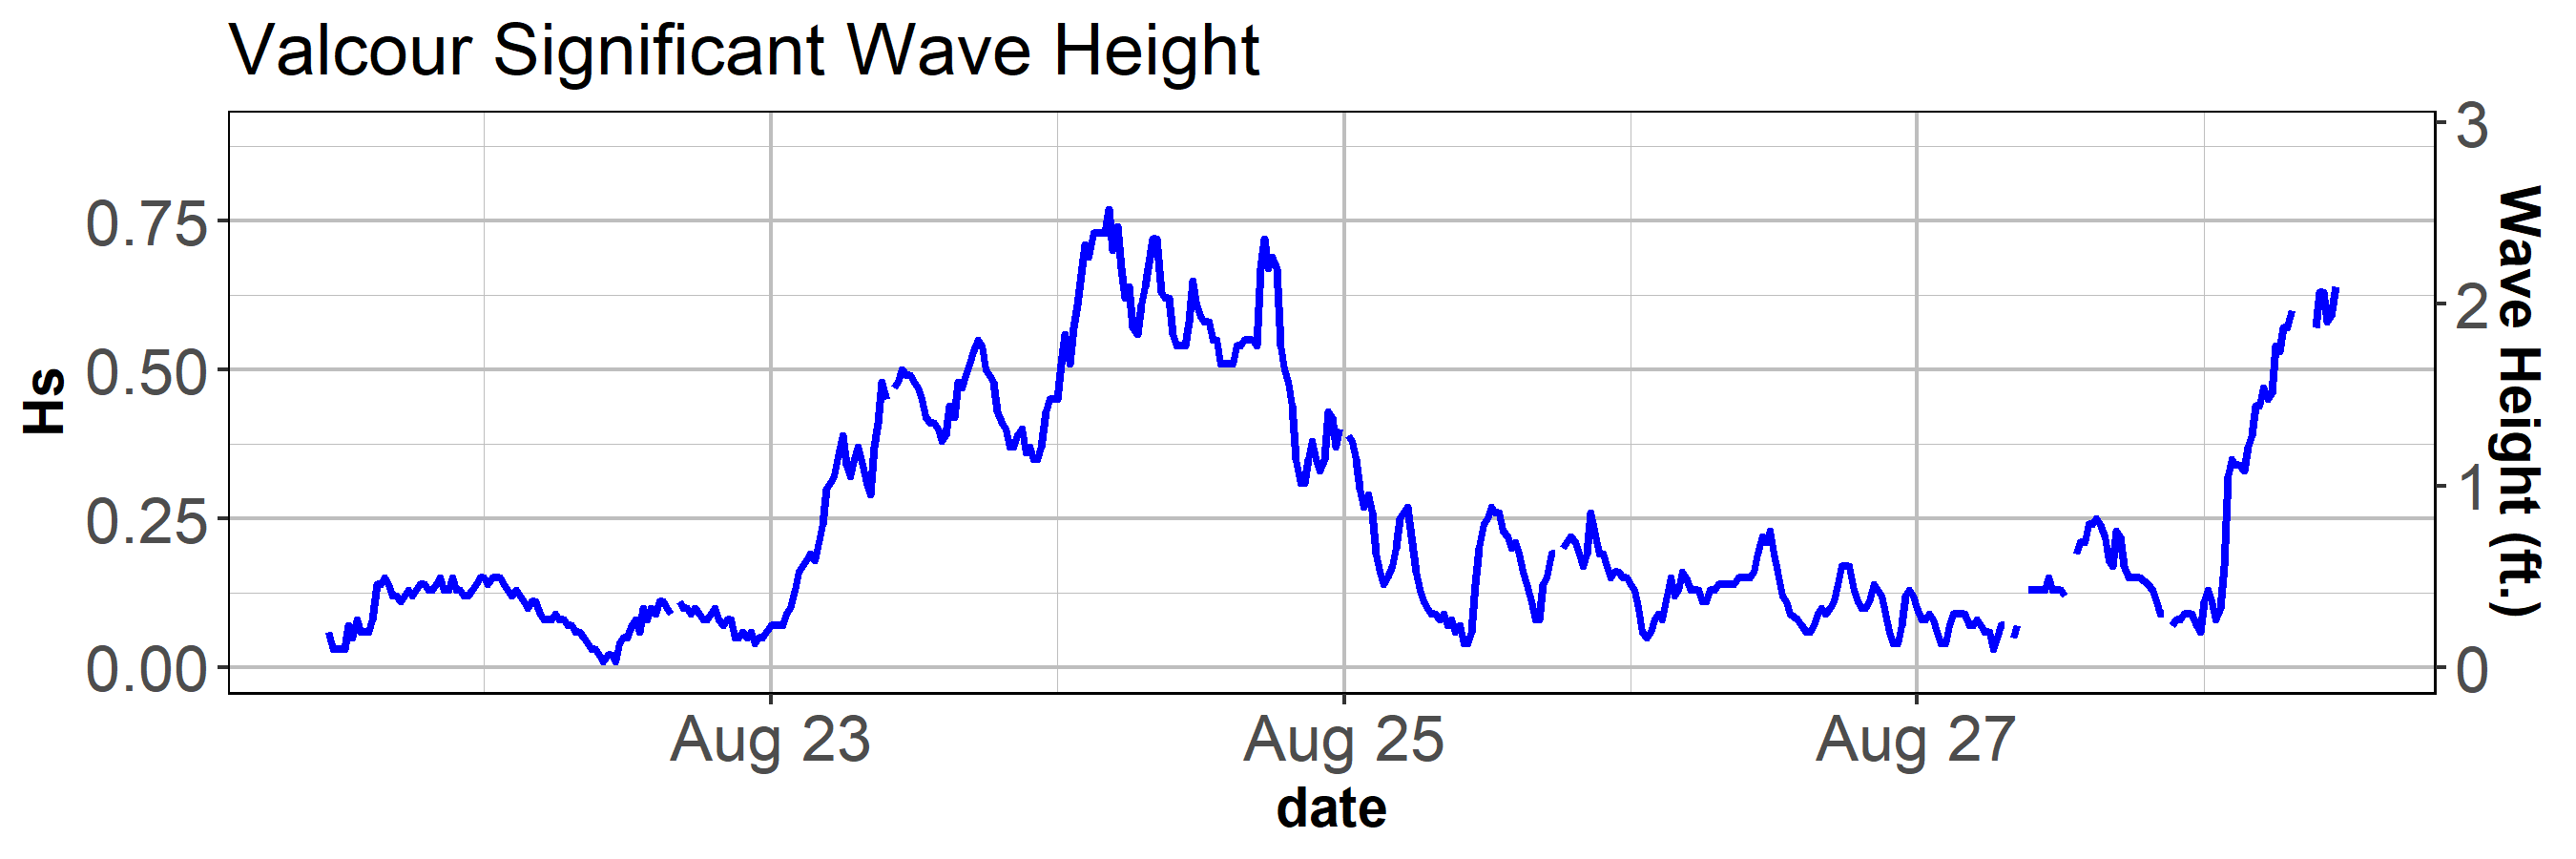 Valcour Significant Wave Height
Hs
0.75
0.50
0.25
0.00
3
2
1
0
Wave Height (ft.)
Aug 23
Aug 25
Aug 27
date